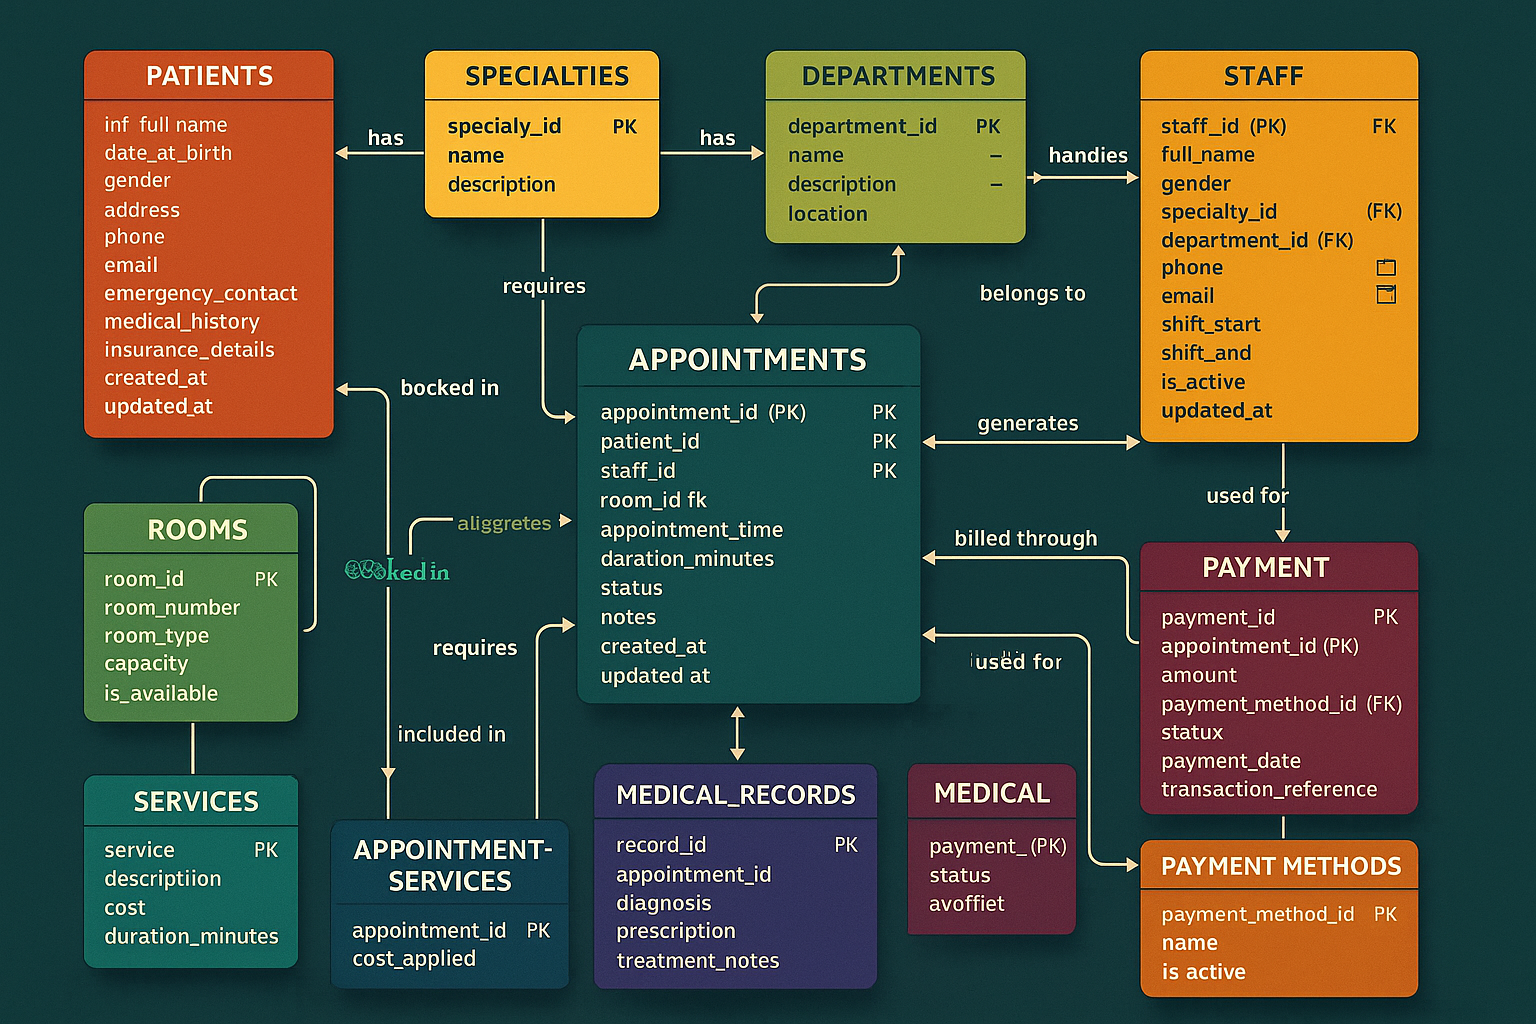 PATIENTS
inf full name
date_at_birth
gender
address
phone
email
emergency_contact
medical_history
insurance_details
created_at
updated_at
has
SPECIALTIES
specialy_id PK
name
description
has
DEPARTMENTS
department_id PK
name –
description –
location
handies
STAFF
staff_id (PK) FK
full_name
gender
specialty_id (FK)
department_id (FK)
phone
email
shift_start
shift_and
is_active
updated_at
requires
belongs to
bocked in
APPOINTMENTS
appointment_id (PK) PK
patient_id PK
staff_id PK
room_id fk
appointment_time
daration_minutes
status
notes
created_at
updated at
generates
used for
aliggretes
billed through
ROOMS
room_id PK
room_number
room_type
capacity
is_available
requires
used for
included in
PAYMENT
payment_id PK
appointment_id (PK)
amount
payment_method_id (FK)
statux
payment_date
transaction_reference
SERVICES
service PK
descriptiion
cost
duration_minutes
APPOINTMENT-
SERVICES
appointment_id PK
cost_applied
MEDICAL_RECORDS
record_id PK
appointment_id
diagnosis
prescription
treatment_notes
MEDICAL
payment_ (PK)
status
avoffiet
PAYMENT METHODS
payment_method_id PK
name
is active